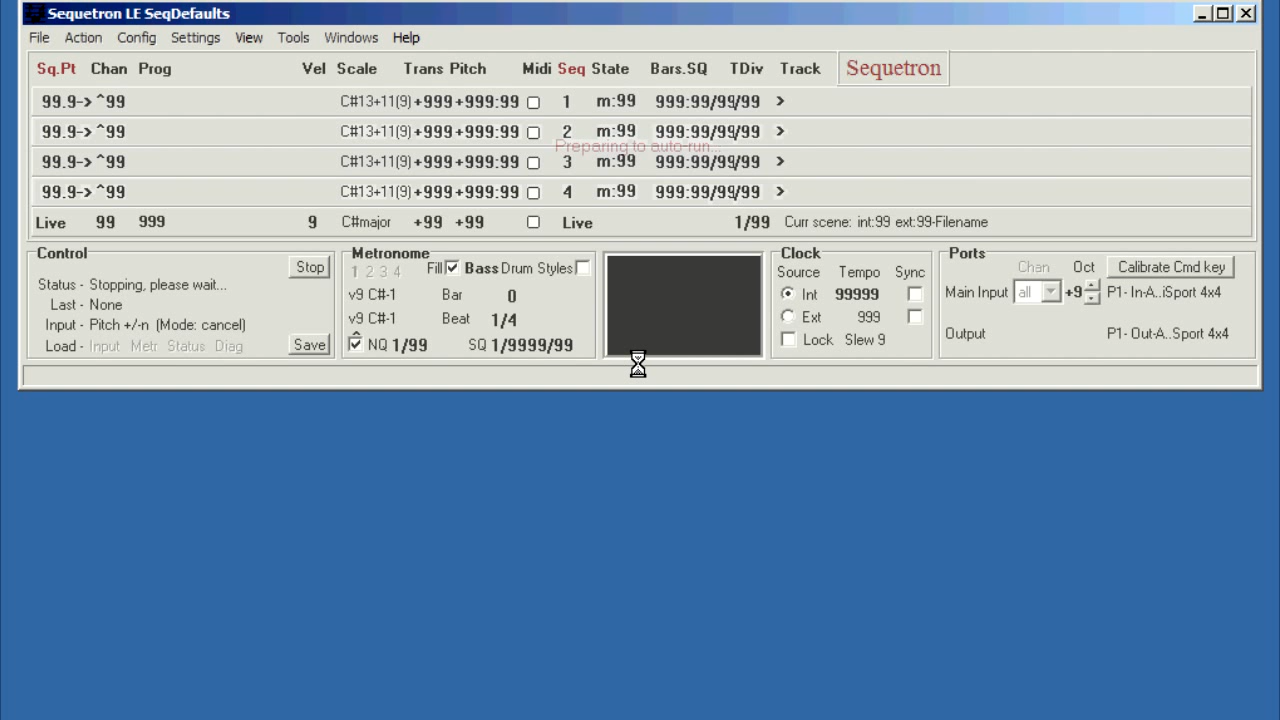 Sequetron LE SeqDefaults
File Action Config Settings View Tools Windows Help
Sq.Pt Chan Prog Vel Scale Trans Pitch Midi Seq State Bars.SQ TDiv Track Sequetron
99.9-> ^99 C#13+11(9) +999 +999:99 1 m:99 999:99/99/99 >
99.9-> ^99 C#13+11(9) +999 +999:99 2 m:99 999:99/99/99 >
Preparing to auto-run...
99.9-> ^99 C#13+11(9) +999 +999:99 3 m:99 999:99/99/99 >
99.9-> ^99 C#13+11(9) +999 +999:99 4 m:99 999:99/99/99 >
Live 99 999 9 C#major +99 +99 Live 1/99 Curr scene: int:99 ext:99-Filename
Control
Stop
Status - Stopping, please wait...
Last - None
Input - Pitch +/-n (Mode: cancel)
Load - Input Metr Status Diag Save
Metronome
1 2 3 4 Fill Bass Drum Styles
v9 C#-1 Bar 0
v9 C#-1 Beat 1/4
^ NQ 1/99 SQ 1/9999/99
Clock
Source Tempo Sync
Int 99999
Ext 999
Lock Slew 9
Ports
Chan Oct Calibrate Cmd key
Main Input all +9 P1- In-A..iSport 4x4
Output P1- Out-A..Sport 4x4